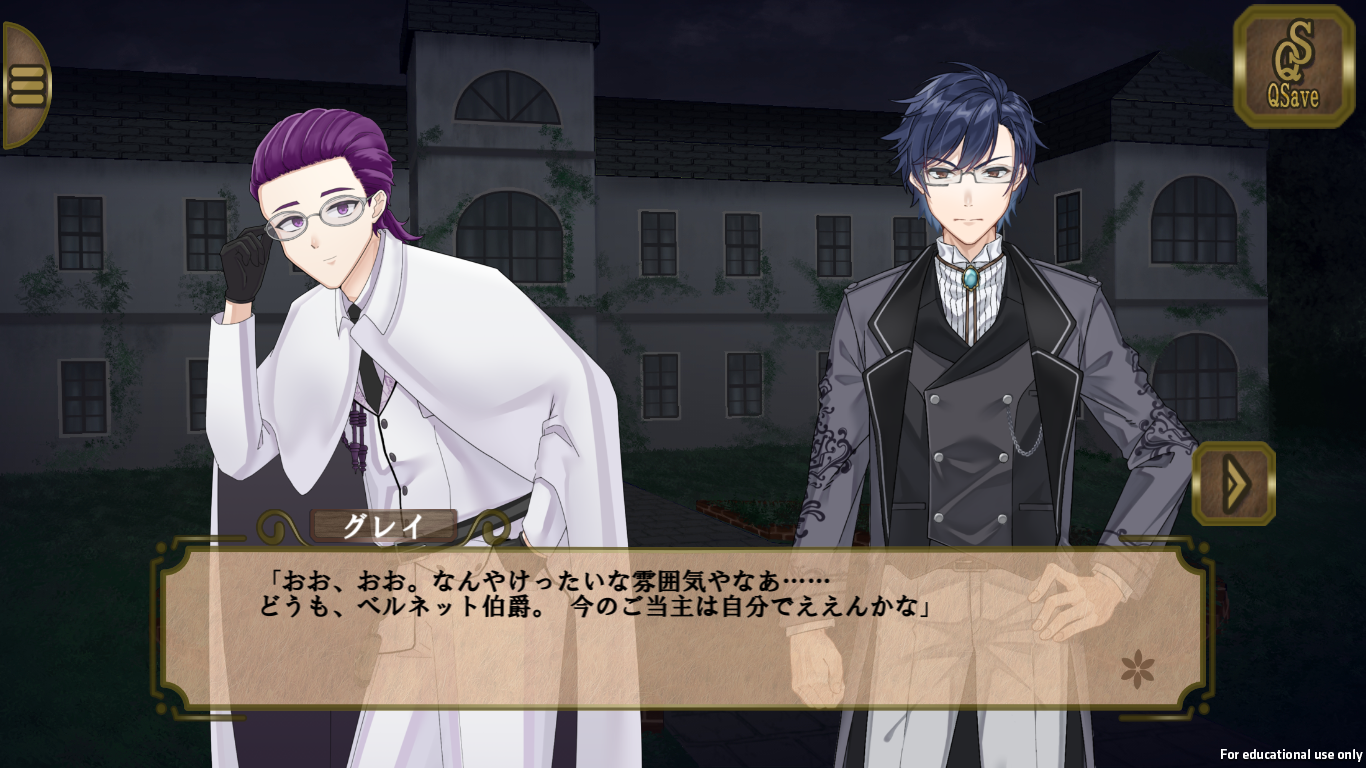 QS
QSave
グレイ
「おお、おお。なんやけったいな雰囲気やなあ……
どうも、ベルネット伯爵。 今のご当主は自分でええんかな」
For educational use only